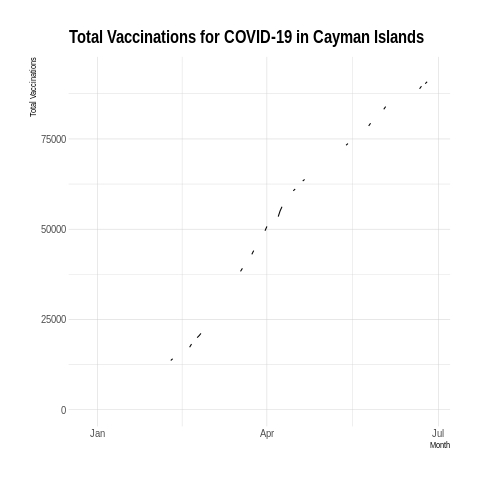 Total Vaccinations for COVID-19 in Cayman Islands
Total Vaccinations
75000
50000
25000
0
Jan Apr Jul
Month